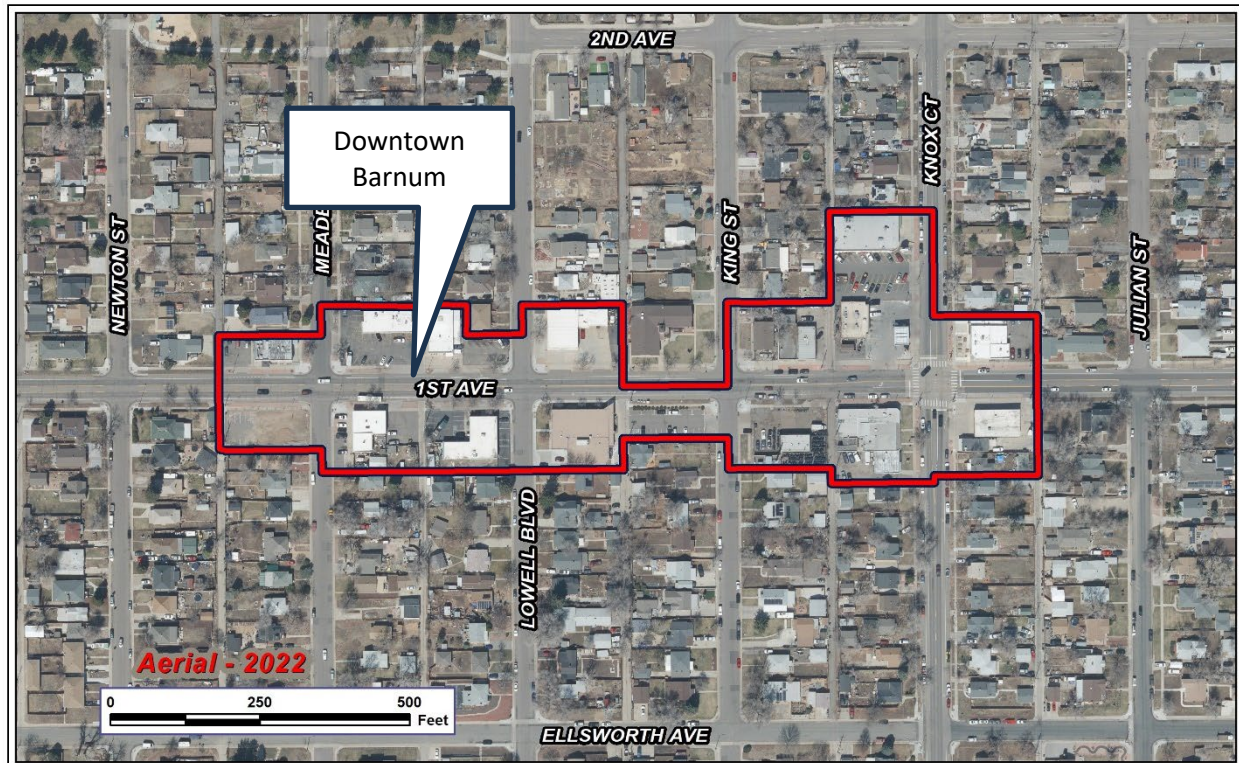 2ND AVE
Downtown
Barnum
KNOX CT
KING ST
NEWTON ST
JULIAN ST
1ST AVE
LOWELL BLVD
Aerial - 2022
0 250 500
Feet
ELLSWORTH AVE